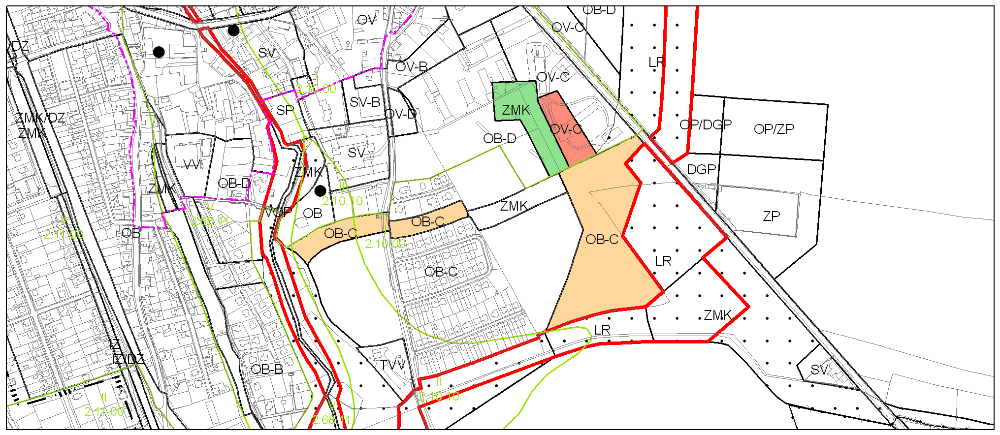 OB-D
OV
OV-C
/DZ
SV
LR
OV-B
OV-C
I
2.10.00
SP
SV-B
ZMK
OV-D
ZMK/DZ
ZMK
OV-C
OP/DGP
OP/ZP
OB-D
SV
VV
ZMK
DGP
OB-D
ZMK
II
2.10.10
V
2.68.11
VOP
OB
ZMK
OB-C
ZP
II
2.11.00
OB
OB-C
I
2.10.00
OB-C
LR
OB-C
ZMK
LR
IZ
IZ/DZ
OB-B
TVV
SV
II
2.10.10
II
2.11.00
V
2.68.11